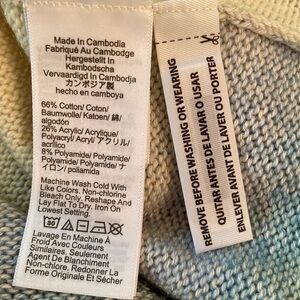 Made In Cambodia
Fabriqué Au Cambodge
Hergestellt In
Kambodscha
Vervaardigd In Cambodja
カンボジア製
hecho en camboya
66% Cotton/ Coton/
Baumwolle/ Katoen/ 綿/
algodón
26% Acrylic/ Acrylique/
Polyacryl/ Acryl/ アクリル/
acrílico
8% Polyamide/ Polyamide/
Polyamid/ Polyamide/ ナ
イロン/ poliamida
Machine Wash Cold With
Like Colors. Non-chlorine
Bleach Only. Reshape And
Lay Flat To Dry. Iron On
Lowest Setting.
30
Lavage En Machine À
Froid Avec Couleurs
Similaires, Seulement
Agent De Blanchiment
Non-chlore, Redonner La
Forme Originale Et Sécher
REMOVE BEFORE WASHING OR WEARING
QUITAR ANTES DE LAVAR O USAR
ENLEVER AVANT DE LAVER OU PORTER